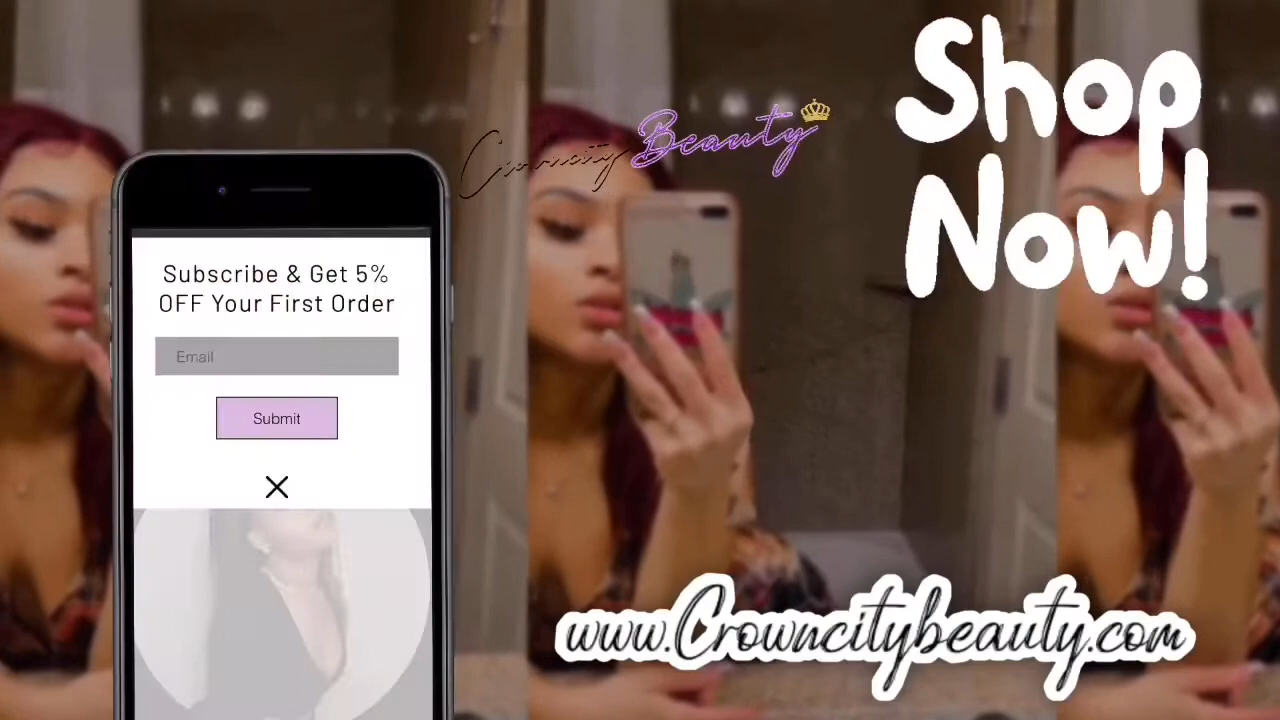 Shop
Now!
Crowncity Beauty
Subscribe & Get 5%
OFF Your First Order
Email
Submit
www.Crowncitybeauty.com